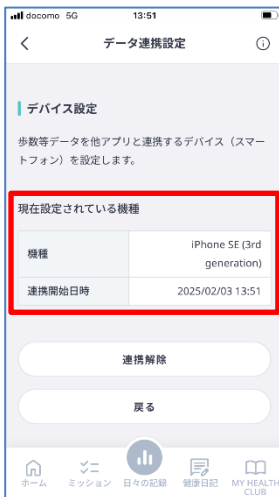 docomo 5G 13:51
データ連携設定
デバイス設定
歩数等データを他アプリと連携するデバイス（スマー
トフォン）を設定します。
現在設定されている機種
機種 iPhone SE (3rd
generation)
連携開始日時 2025/02/03 13:51
連携解除
戻る
ホーム ミッション 日々の記録 健康日記 MY HEALTH
CLUB